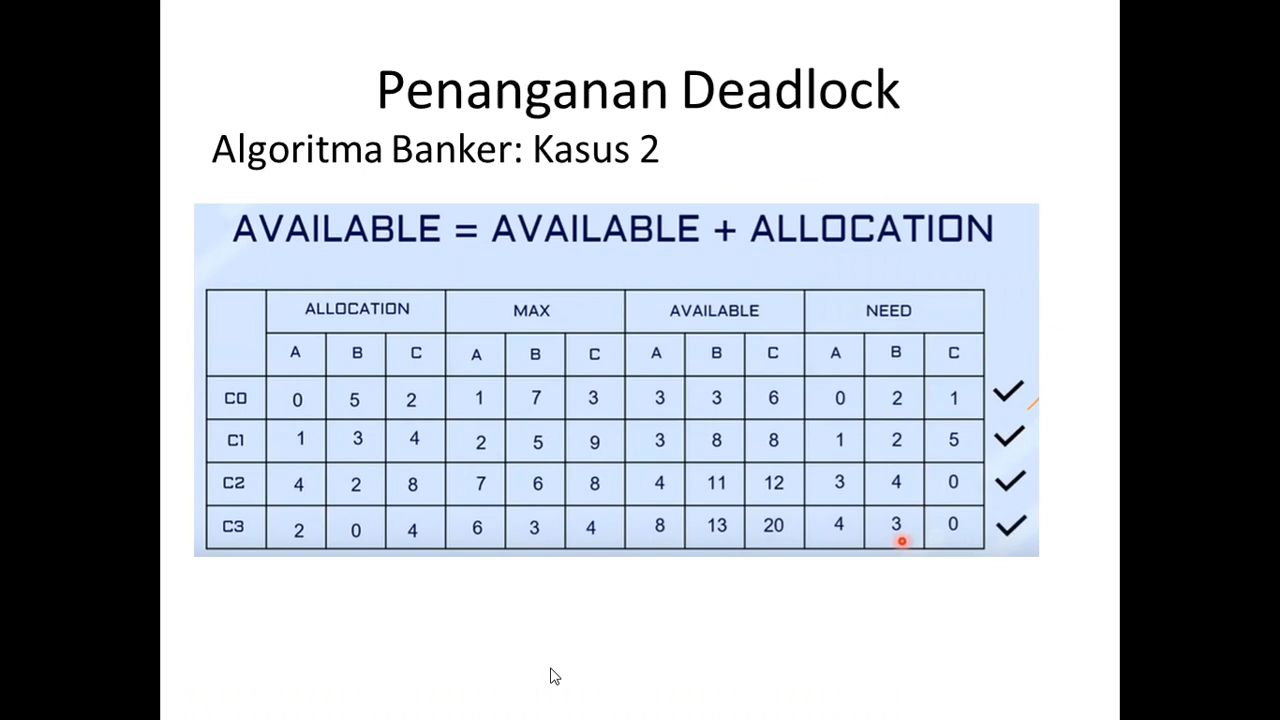 Penanganan Deadlock
Algoritma Banker: Kasus 2
AVAILABLE = AVAILABLE + ALLOCATION
ALLOCATION MAX AVAILABLE NEED
A B C A B C A B C A B C
C0 0 5 2 1 7 3 3 3 6 0 2 1
C1 1 3 4 2 5 9 3 8 8 1 2 5
C2 4 2 8 7 6 8 4 11 12 3 4 0
C3 2 0 4 6 3 4 8 13 20 4 3 0